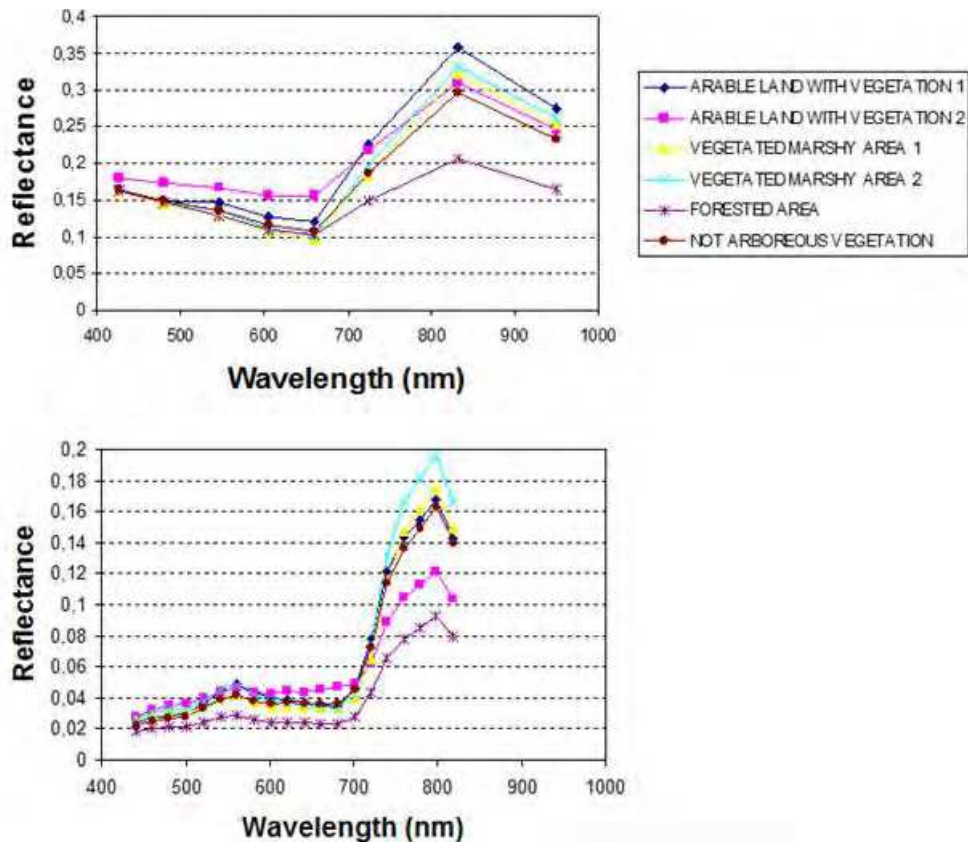 0,4
0,35
0,3
0,25
0,2
0,15
0,1
0,05
0
Reflectance
400 500 600 700 800 900 1000
Wavelength (nm)
ARABLE LAND WITH VEGETATION 1
ARABLE LAND WITH VEGETATION 2
VEGETATED MARSHY AREA 1
VEGETATED MARSHY AREA 2
FORESTED AREA
NOT ARBOREOUS VEGETATION
0,2
0,18
0,16
0,14
0,12
0,1
0,08
0,06
0,04
0,02
0
Reflectance
400 500 600 700 800 900 1000
Wavelength (nm)